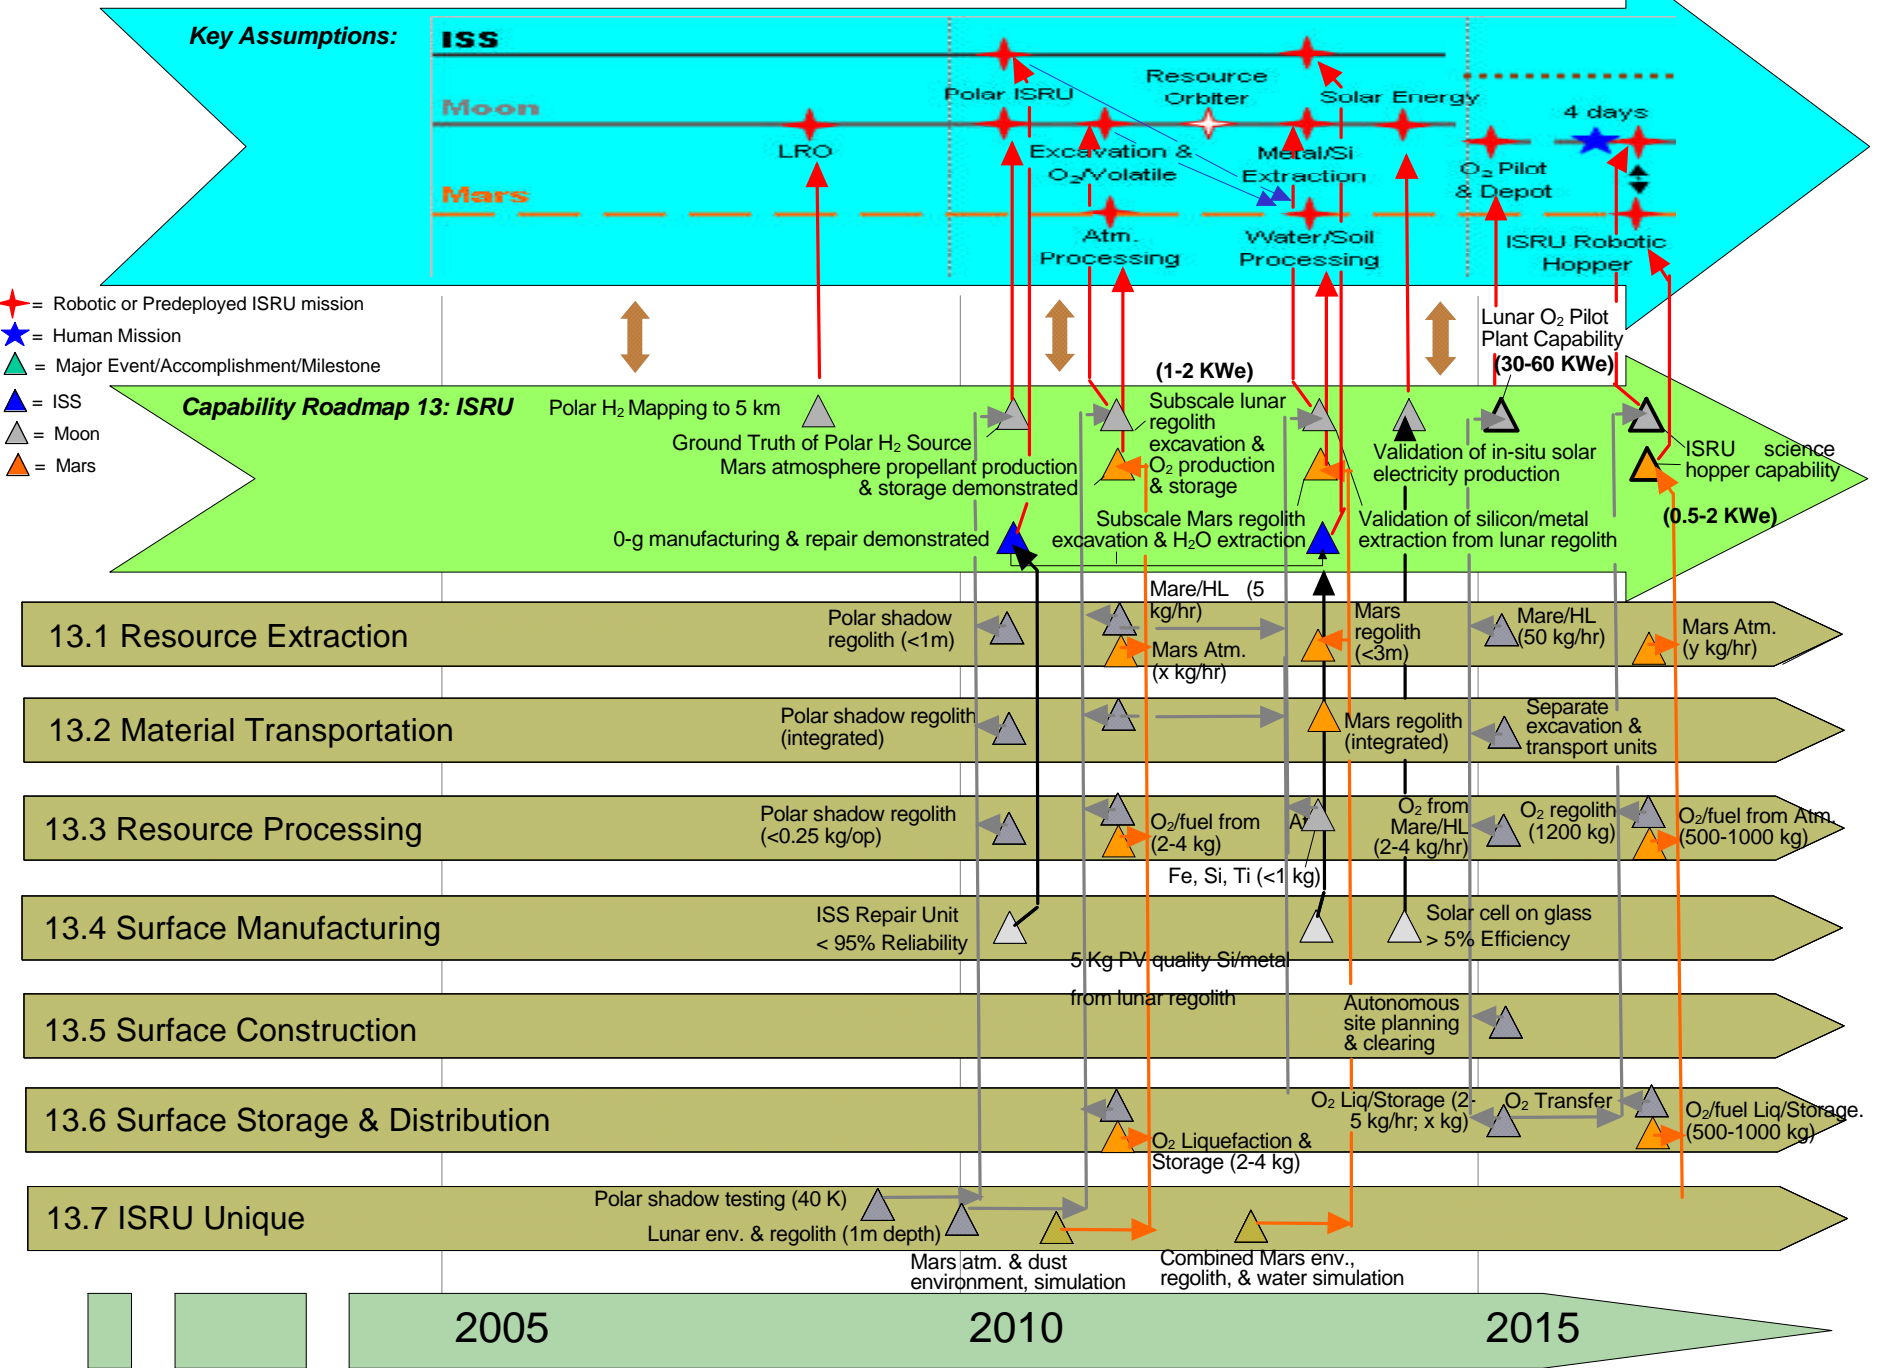 Key Assumptions:
ISS
Resource
Orbiter
Polar ISRU
Solar Energy
Moon
4 days
LRO
Excavation &
O2/Volatile
Metal/Si
Extraction
O2 Pilot
& Depot
Mars
Atm.
Processing
Water/Soil
Processing
ISRU Robotic
Hopper
= Robotic or Predeployed ISRU mission
= Human Mission
= Major Event/Accomplishment/Milestone
= ISS
= Moon
= Mars
Lunar O2 Pilot
Plant Capability
(30-60 KWe)
(1-2 KWe)
Capability Roadmap 13: ISRU
Polar H2 Mapping to 5 km
Ground Truth of Polar H2 Source
Mars atmosphere propellant production
& storage demonstrated
Subscale lunar
regolith
excavation &
O2 production
& storage
Validation of in-situ solar
electricity production
ISRU science
hopper capability
(0.5-2 KWe)
0-g manufacturing & repair demonstrated
Subscale Mars regolith
excavation & H2O extraction
Validation of silicon/metal
extraction from lunar regolith
13.1 Resource Extraction
Polar shadow
regolith (<1m)
Mare/HL (5
kg/hr)
Mars Atm.
(x kg/hr)
Mars
regolith
(<3m)
Mare/HL
(50 kg/hr)
Mars Atm.
(y kg/hr)
13.2 Material Transportation
Polar shadow regolith
(integrated)
Mars regolith
(integrated)
Separate
excavation &
transport units
13.3 Resource Processing
Polar shadow regolith
(<0.25 kg/op)
O2/fuel from
(2-4 kg)
At
Fe, Si, Ti (<1 kg)
O2 from
Mare/HL
(2-4 kg/hr)
O2 regolith
(1200 kg)
O2/fuel from Atm.
(500-1000 kg)
13.4 Surface Manufacturing
ISS Repair Unit
< 95% Reliability
5 Kg PV quality Si/metal
from lunar regolith
Solar cell on glass
> 5% Efficiency
13.5 Surface Construction
Autonomous
site planning
& clearing
13.6 Surface Storage & Distribution
O2 Liquefaction &
Storage (2-4 kg)
O2 Liq/Storage (2-
5 kg/hr; x kg)
O2 Transfer
O2/fuel Liq/Storage.
(500-1000 kg)
13.7 ISRU Unique
Polar shadow testing (40 K)
Lunar env. & regolith (1m depth)
Mars atm. & dust
environment, simulation
Combined Mars env.,
regolith, & water simulation
2005
2010
2015